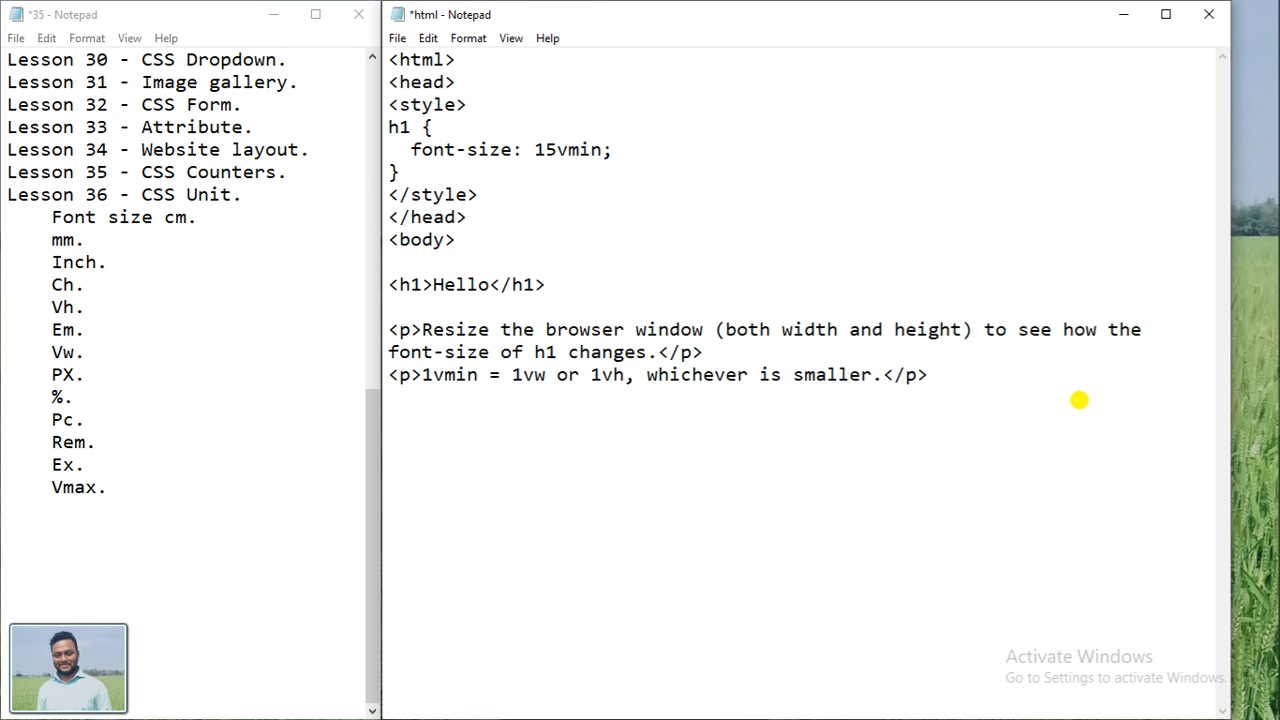 *35 - Notepad
File Edit Format View Help
Lesson 30 - CSS Dropdown.
Lesson 31 - Image gallery.
Lesson 32 - CSS Form.
Lesson 33 - Attribute.
Lesson 34 - Website layout.
Lesson 35 - CSS Counters.
Lesson 36 - CSS Unit.
Font size cm.
mm.
Inch.
Ch.
Vh.
Em.
Vw.
PX.
%.
Pc.
Rem.
Ex.
Vmax.
*html - Notepad
File Edit Format View Help
<html>
<head>
<style>
h1 {
  font-size: 15vmin;
}
</style>
</head>
<body>
<h1>Hello</h1>
<p>Resize the browser window (both width and height) to see how the
font-size of h1 changes.</p>
<p>1vmin = 1vw or 1vh, whichever is smaller.</p>
Activate Windows
Go to Settings to activate Windows.